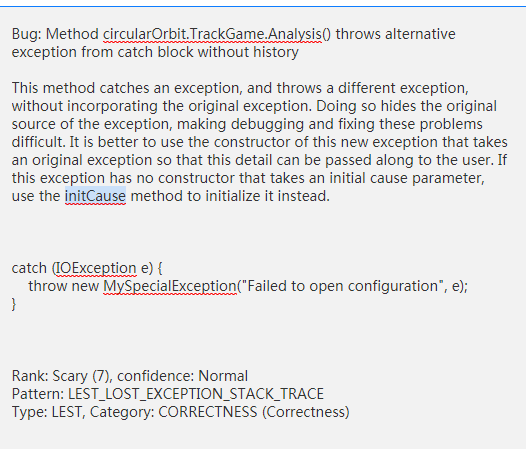 Bug: Method circularOrbit.TrackGame.Analysis() throws alternative
exception from catch block without history
This method catches an exception, and throws a different exception,
without incorporating the original exception. Doing so hides the original
source of the exception, making debugging and fixing these problems
difficult. It is better to use the constructor of this new exception that takes
an original exception so that this detail can be passed along to the user. If
this exception has no constructor that takes an initial cause parameter,
use the initCause method to initialize it instead.
catch (IOException e) {
throw new MySpecialException("Failed to open configuration", e);
}
Rank: Scary (7), confidence: Normal
Pattern: LEST_LOST_EXCEPTION_STACK_TRACE
Type: LEST, Category: CORRECTNESS (Correctness)